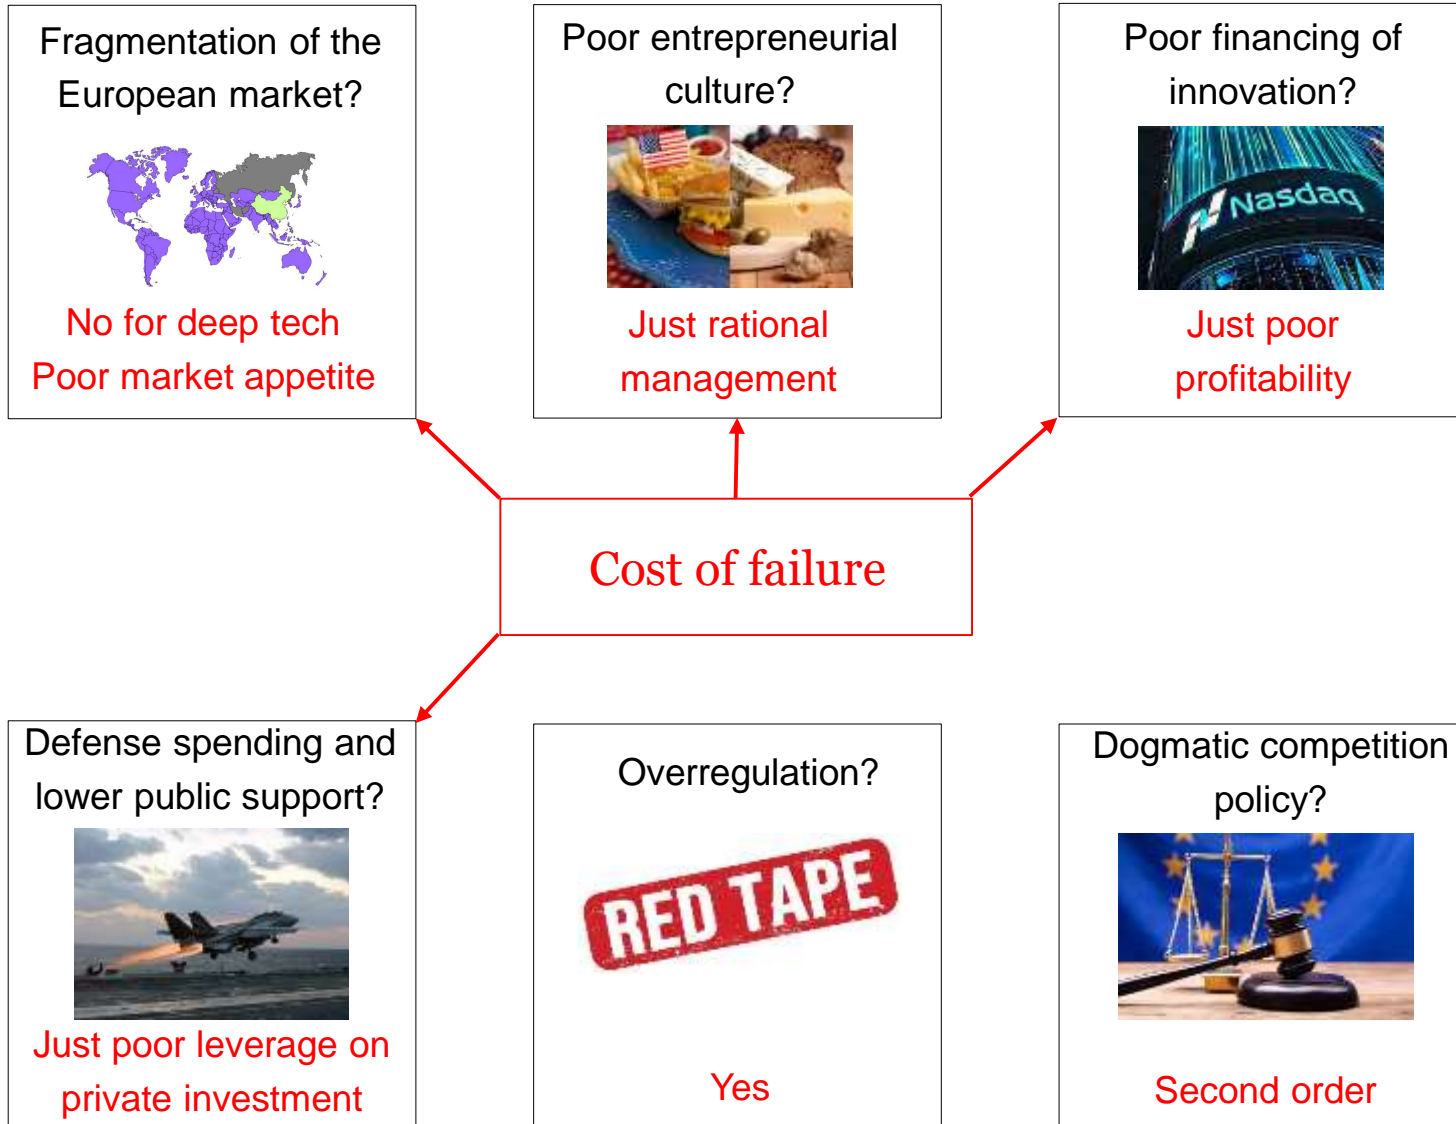 Fragmentation of the
European market?
No for deep tech
Poor market appetite
Poor entrepreneurial
culture?
Just rational
management
Poor financing of
innovation?
Nasdaq
Just poor
profitability
Cost of failure
Defense spending and
lower public support?
Just poor leverage on
private investment
Overregulation?
RED TAPE
Yes
Dogmatic competition
policy?
Second order